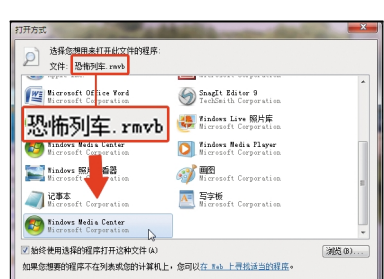 打开方式
选择您想用来打开此文件的程序:
文件: 恐怖列车.rmvb
Microsoft Office Word
Microsoft Corporation
SnagIt Editor 9
TechSmith Corporation
恐怖列车.rmvb
Windows Live 照片库
Microsoft Corporation
Windows Media Center
Microsoft Corporation
Windows Media Player
Microsoft Corporation
Windows 照片
看器
Microsoft Corporation
画图
Microsoft Corporation
记事本
Microsoft Corporation
写字板
Microsoft Corporation
Windows Media Center
Microsoft Corporation
始终使用选择的程序打开这种文件(A)
浏览(B)...
如果您想要的程序不在列表或您的计算机上，您可以在 Web 上寻找适当的程序。